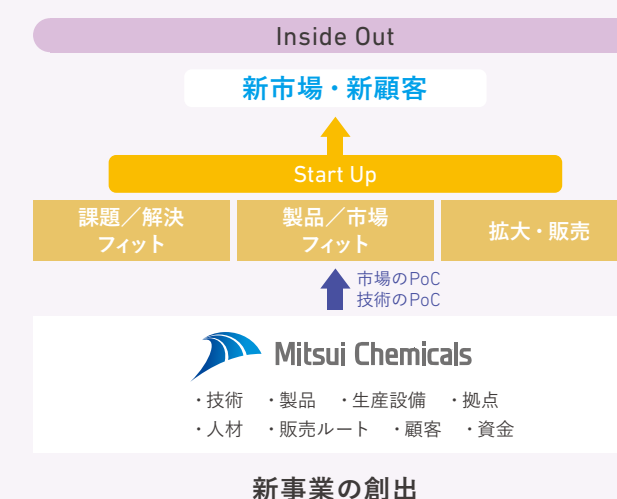 Inside Out
新市場・新顧客
Start Up
課題／解決
フィット
製品／市場
フィット
拡大・販売
市場のPoC
技術のPoC
Mitsui Chemicals
・技術 ・製品 ・生産設備 ・拠点
・人材 ・販売ルート ・顧客 ・資金
新事業の創出